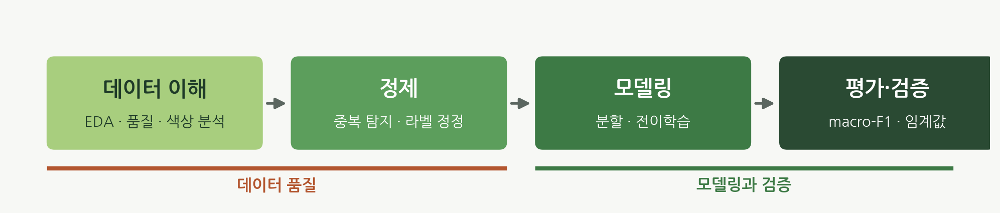 데이터 이해
EDA · 품질 · 색상 분석
정제
중복 탐지 · 라벨 정정
모델링
분할 · 전이학습
평가·검증
macro-F1 · 임계값
데이터 품질
모델링과 검증